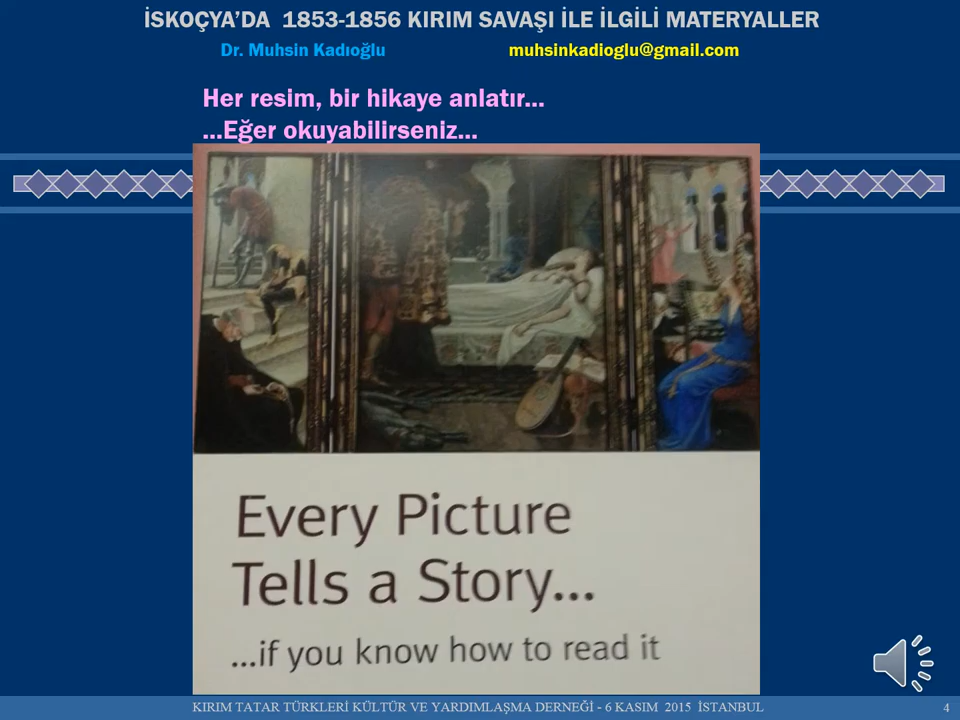 İSKOÇYA’DA 1853-1856 KIRIM SAVAŞI İLE İLGİLİ MATERYALLER
Dr. Muhsin Kadıoğlu muhsinkadioglu@gmail.com
Her resim, bir hikaye anlatır...
...Eğer okuyabilirseniz...
Every Picture
Tells a Story...
...if you know how to read it
KIRIM TATAR TÜRKLERİ KÜLTÜR VE YARDIMLAŞMA DERNEĞİ - 6 KASIM 2015 İSTANBUL 4